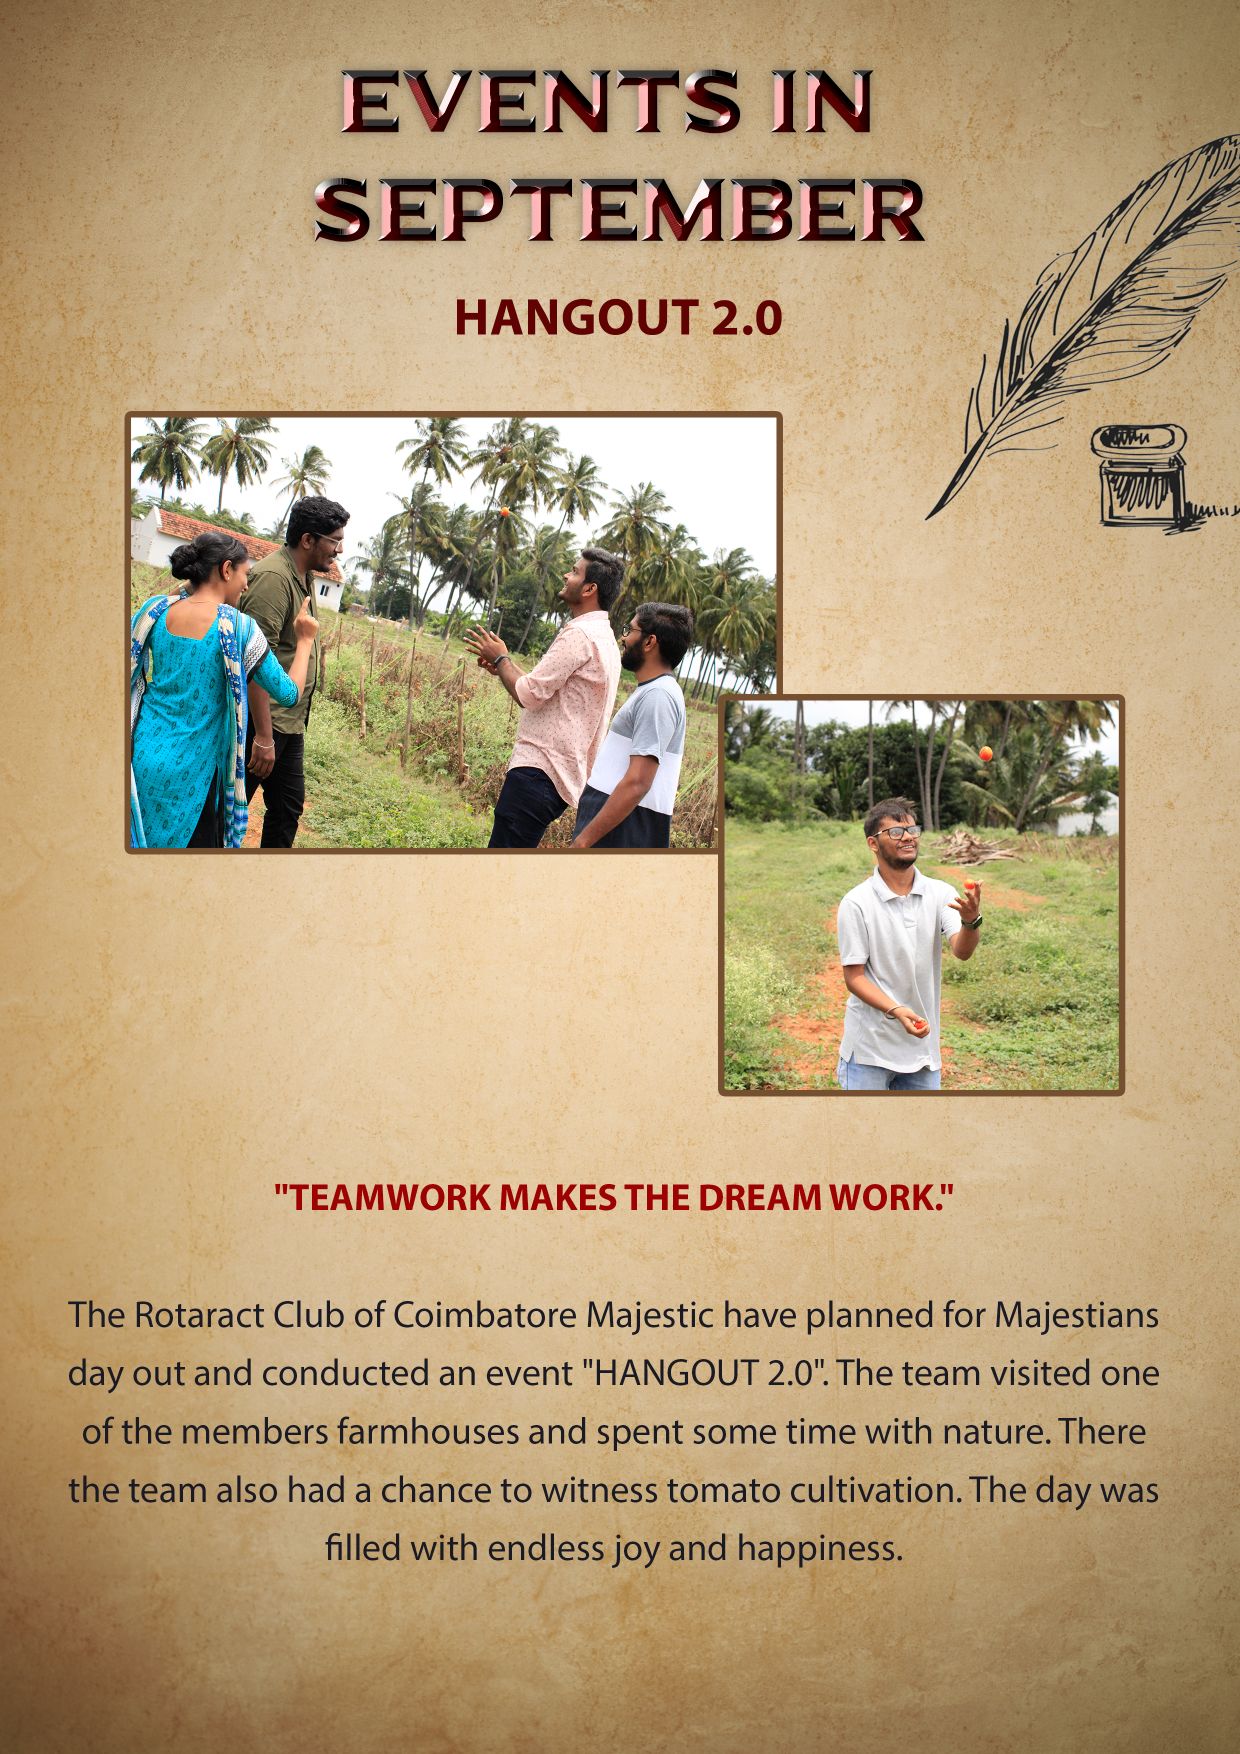 EVENTS IN
SEPTEMBER
HANGOUT 2.0
"TEAMWORK MAKES THE DREAM WORK."
The Rotaract Club of Coimbatore Majestic have planned for Majestians
day out and conducted an event "HANGOUT 2.0". The team visited one
of the members farmhouses and spent some time with nature. There
the team also had a chance to witness tomato cultivation. The day was
filled with endless joy and happiness.